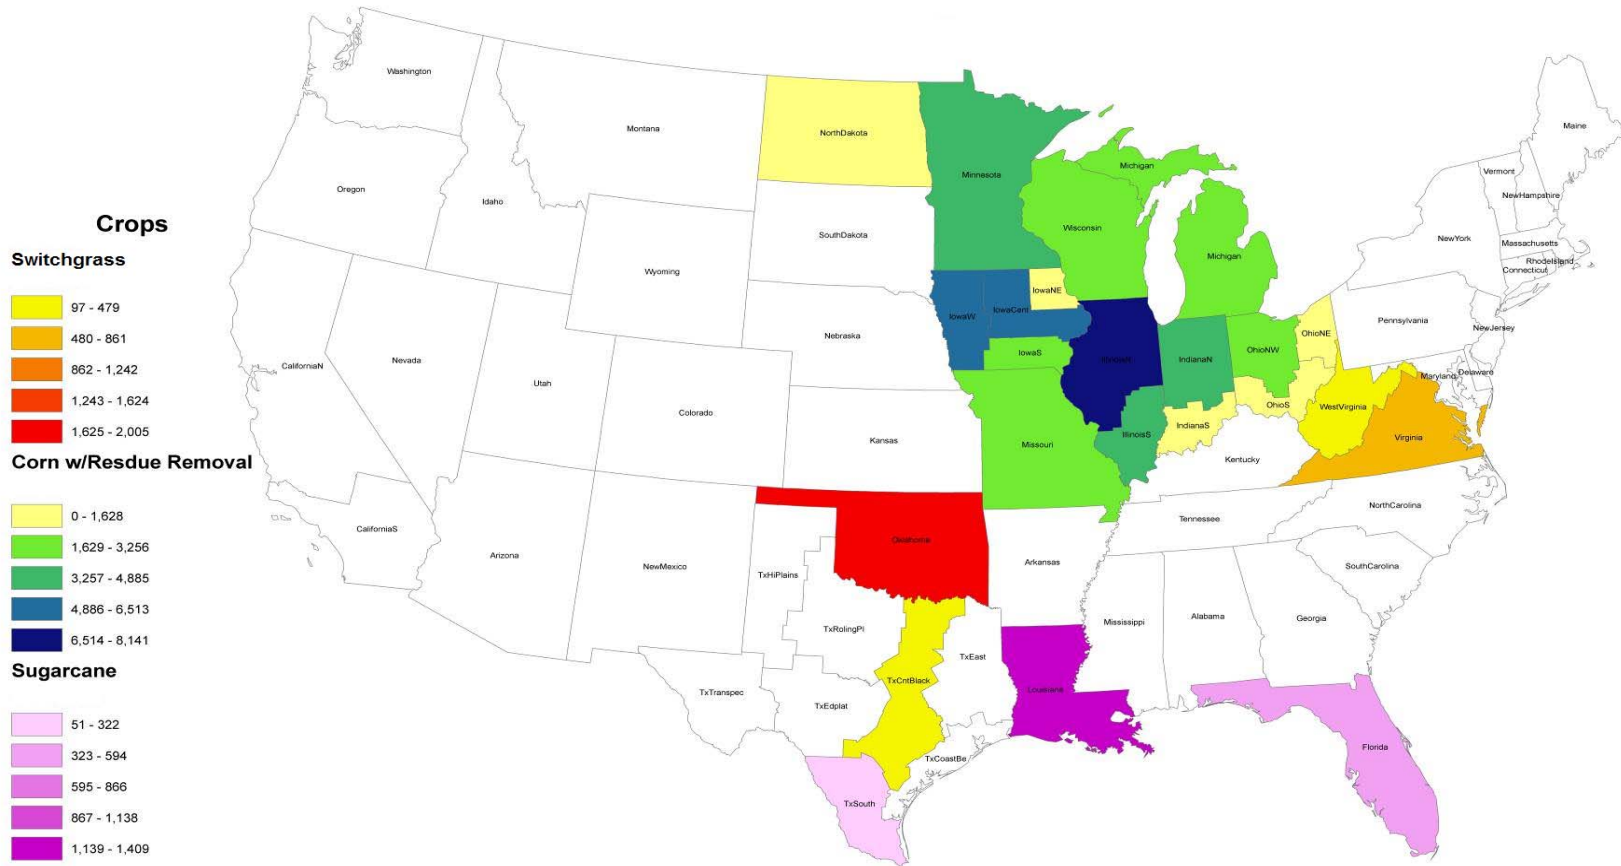 Crops
Switchgrass
97 - 479
480 - 861
862 - 1,242
1,243 - 1,624
1,625 - 2,005
Corn w/Resdue Removal
0 - 1,628
1,629 - 3,256
3,257 - 4,885
4,886 - 6,513
6,514 - 8,141
Sugarcane
51 - 322
323 - 594
595 - 866
867 - 1,138
1,139 - 1,409
Washington
Montana
NorthDakota
Minnesota
Michigan
Maine
Oregon
Idaho
SouthDakota
Wisconsin
Michigan
Vermont
NewHampshire
NewYork
Massachusetts
RhodeIsland
Connecticut
Wyoming
IowaNE
IowaW
IowaCent
IowaS
Nebraska
Pennsylvania
NewJersey
OhioNE
OhioNW
OhioS
IndianaN
IndianaS
IllinoisS
Maryland
Delaware
WestVirginia
Virginia
CaliforniaN
Nevada
Utah
Colorado
Kansas
Missouri
Kentucky
CaliforniaS
Arizona
NewMexico
Oklahoma
Arkansas
Tennessee
NorthCarolina
SouthCarolina
Mississippi
Alabama
Georgia
TxHiPlains
TxRolingPl
TxEast
TxCntBlack
TxTranspec
TxEdplat
TxCoastBe
TxSouth
Louisiana
Florida